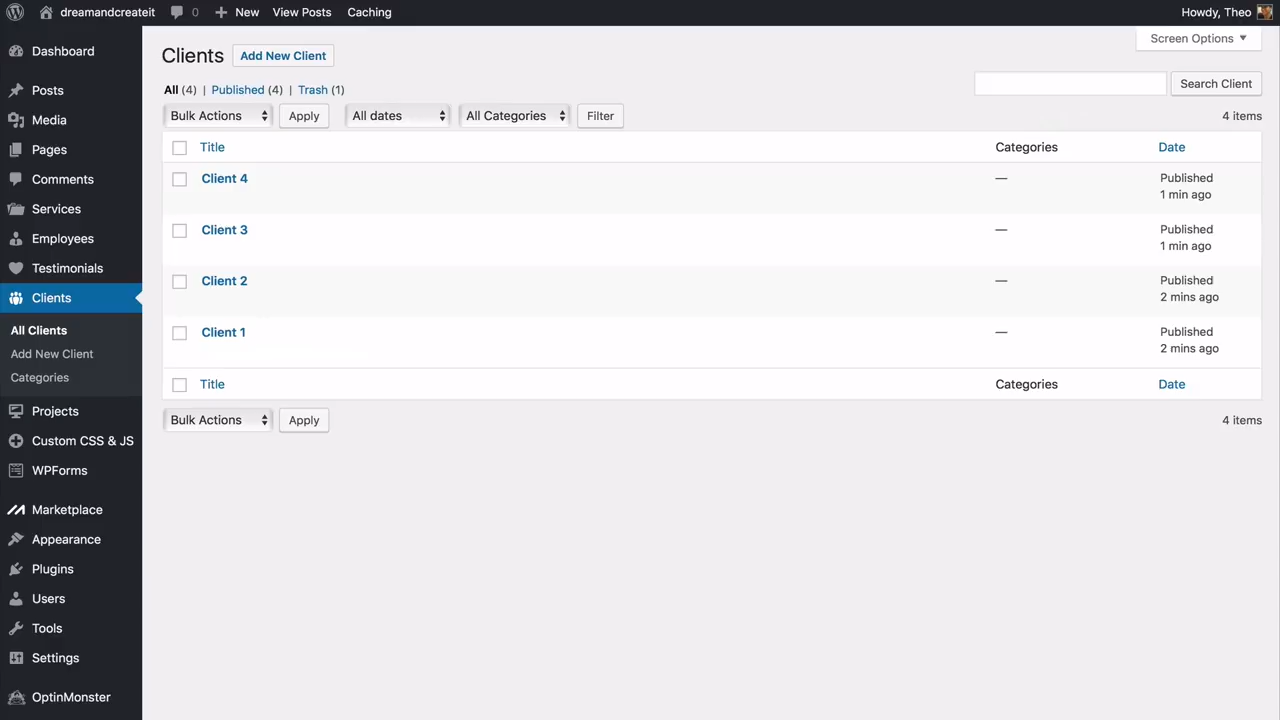 dreamandcreateit 0 New View Posts Caching Howdy, Theo
Dashboard
Posts
Media
Pages
Comments
Services
Employees
Testimonials
Clients
All Clients
Add New Client
Categories
Projects
Custom CSS & JS
WPForms
Marketplace
Appearance
Plugins
Users
Tools
Settings
OptinMonster
Screen Options
Clients Add New Client
All (4) | Published (4) | Trash (1)
Search Client
Bulk Actions Apply All dates All Categories Filter 4 items
Title Categories Date
Client 4 — Published
1 min ago
Client 3 — Published
1 min ago
Client 2 — Published
2 mins ago
Client 1 — Published
2 mins ago
Title Categories Date
Bulk Actions Apply 4 items